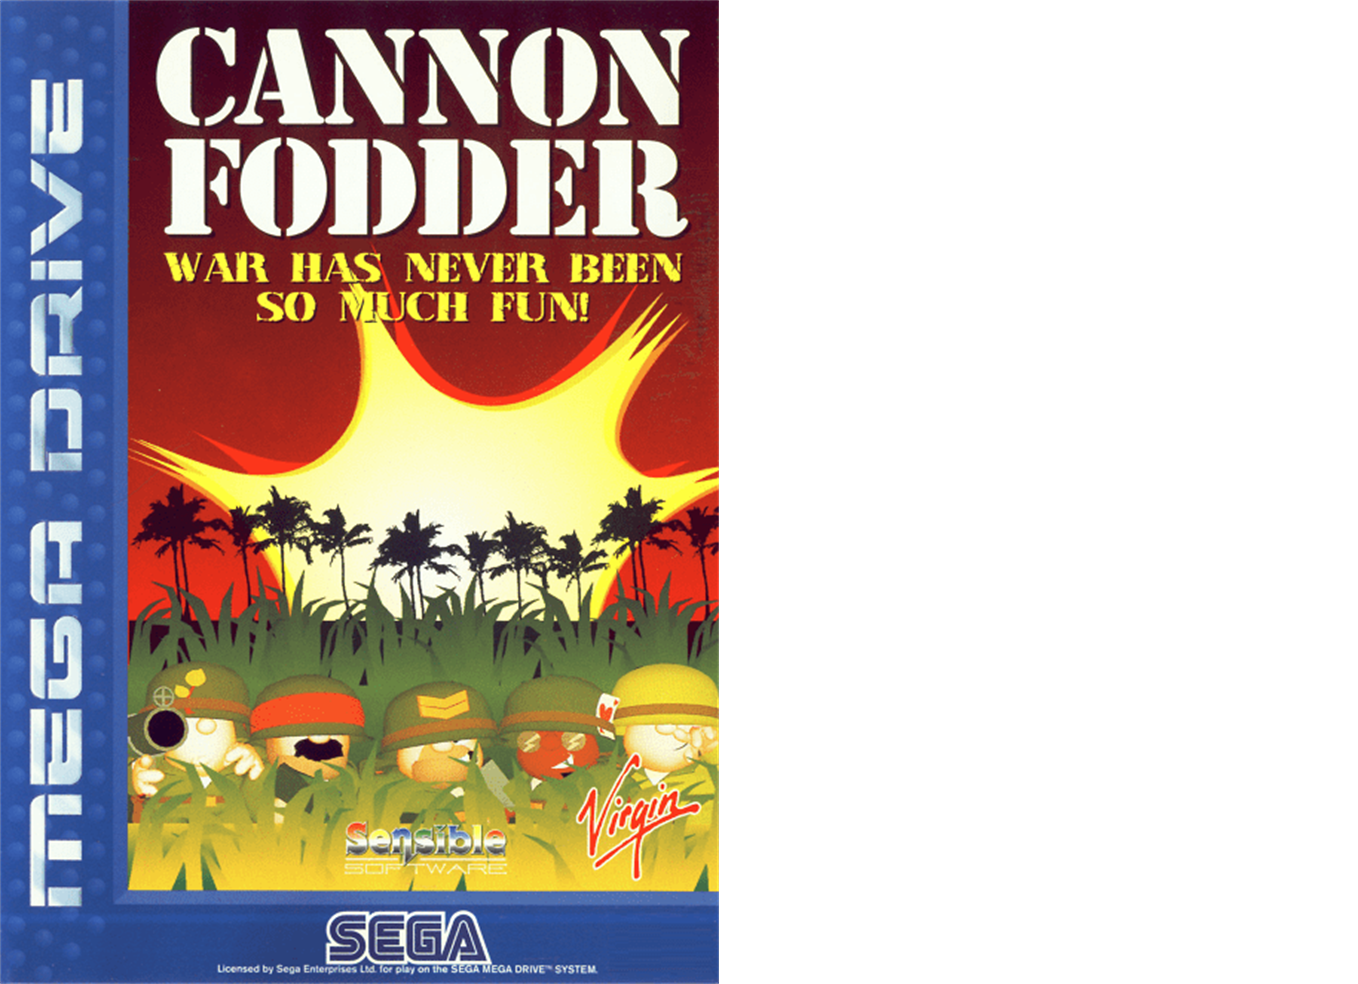 CANNON
FODDER
WAR HAS NEVER BEEN
SO MUCH FUN!
MEGA DRIVE
Sensible
SOFTWARE
Virgin
SEGA
Licensed by Sega Enterprises Ltd. for play on the SEGA MEGA DRIVE™ SYSTEM.